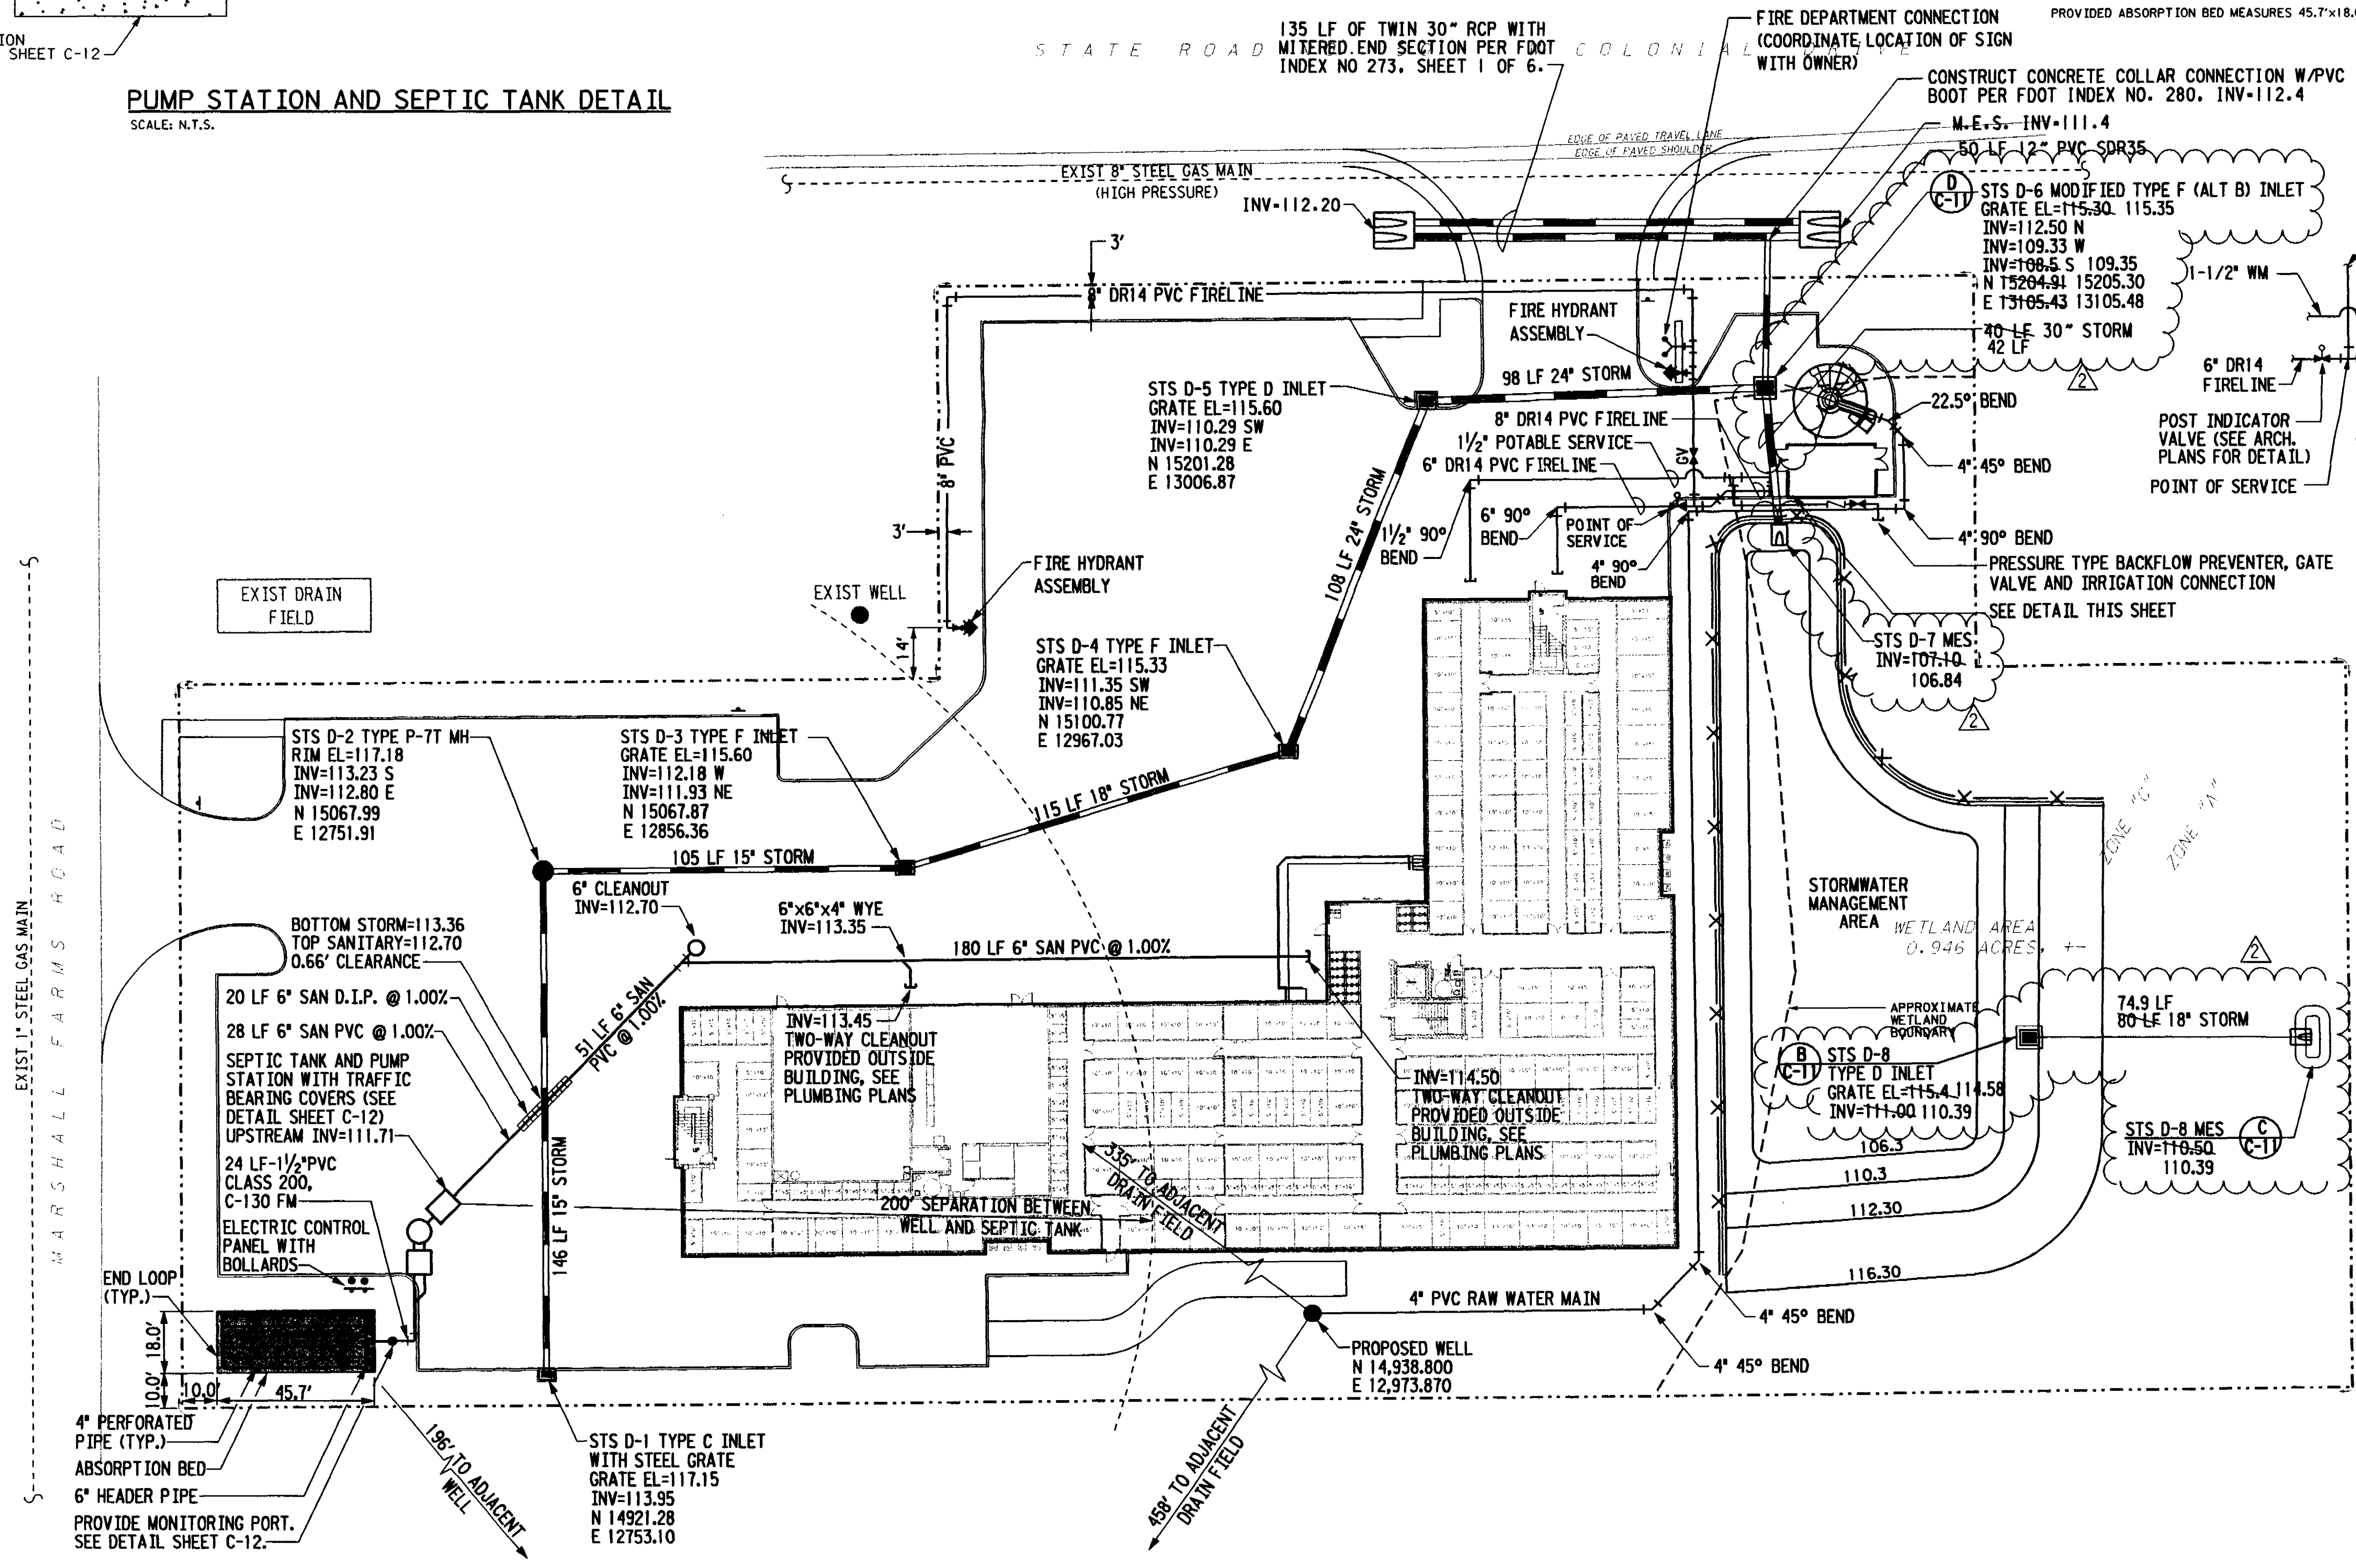 ION
SHEET C-12
PUMP STATION AND SEPTIC TANK DETAIL
SCALE: N.T.S.
STATE ROAD
COLONIAL
135 LF OF TWIN 30" RCP WITH
MITERED END SECTION PER FDOT
INDEX NO 273. SHEET 1 OF 6.
FIRE DEPARTMENT CONNECTION
(COORDINATE LOCATION OF SIGN
WITH OWNER)
PROVIDED ABSORPTION BED MEASURES 45.7'x18.0
CONSTRUCT CONCRETE COLLAR CONNECTION W/PVC
BOOT PER FDOT INDEX NO. 280. INV=112.4
M.E.S. INV=111.4
50 LF 12" PVC SDR35
EDGE OF PAVED TRAVEL LANE
EDGE OF PAVED SHOULDER
EXIST 8" STEEL GAS MAIN
(HIGH PRESSURE)
INV=112.20
D
C-11
STS D-6 MODIFIED TYPE F (ALT B) INLET
GRATE EL=115.30 115.35
INV=112.50 N
INV=109.33 W
INV=108.5 S 109.35
N 15204.91 15205.30
E 13105.43 13105.48
40 LF 30" STORM
42 LF
2
1-1/2" WM
6" DR14
FIRELINE
POST INDICATOR
VALVE (SEE ARCH.
PLANS FOR DETAIL)
POINT OF SERVICE
3'
8" DR14 PVC FIRELINE
FIRE HYDRANT
ASSEMBLY
8" PVC
3'
STS D-5 TYPE D INLET
GRATE EL=115.60
INV=110.29 SW
INV=110.29 E
N 15201.28
E 13006.87
98 LF 24" STORM
8" DR14 PVC FIRELINE
1 1/2" POTABLE SERVICE
6" DR14 PVC FIRELINE
GV
22.5° BEND
4" 45° BEND
108 LF 24" STORM
1 1/2" 90°
BEND
6" 90°
BEND
POINT OF
SERVICE
4" 90°
BEND
4" 90° BEND
PRESSURE TYPE BACKFLOW PREVENTER, GATE
VALVE AND IRRIGATION CONNECTION
SEE DETAIL THIS SHEET
STS D-7 MES
INV=107.10
106.84
2
EXIST DRAIN
FIELD
EXIST WELL
FIRE HYDRANT
ASSEMBLY
14'
STS D-4 TYPE F INLET
GRATE EL=115.33
INV=111.35 SW
INV=110.85 NE
N 15100.77
E 12967.03
STS D-2 TYPE P-7T MH
RIM EL=117.18
INV=113.23 S
INV=112.80 E
N 15067.99
E 12751.91
STS D-3 TYPE F INLET
GRATE EL=115.60
INV=112.18 W
INV=111.93 NE
N 15067.87
E 12856.36
115 LF 18" STORM
105 LF 15" STORM
MARSHALL FARMS ROAD
EXIST 1" STEEL GAS MAIN
6" CLEANOUT
INV=112.70
6"x6"x4" WYE
INV=113.35
BOTTOM STORM=113.36
TOP SANITARY=112.70
0.66' CLEARANCE
180 LF 6" SAN PVC @ 1.00%
20 LF 6" SAN D.I.P. @ 1.00%
28 LF 6" SAN PVC @ 1.00%
51 LF 6" SAN
PVC @ 1.00%
SEPTIC TANK AND PUMP
STATION WITH TRAFFIC
BEARING COVERS (SEE
DETAIL SHEET C-12)
UPSTREAM INV=111.71
24 LF-1 1/2"PVC
CLASS 200,
C-130 FM
ELECTRIC CONTROL
PANEL WITH
BOLLARDS
END LOOP
(TYP.)
146 LF 15" STORM
INV=113.45
TWO-WAY CLEANOUT
PROVIDED OUTSIDE
BUILDING, SEE
PLUMBING PLANS
INV=114.50
TWO-WAY CLEANOUT
PROVIDED OUTSIDE
BUILDING, SEE
PLUMBING PLANS
335' TO ADJACENT
DRAIN FIELD
200' SEPARATION BETWEEN
WELL AND SEPTIC TANK
ZONE "C"
ZONE "A"
STORMWATER
MANAGEMENT
AREA
WETLAND AREA
0.946 ACRES, +-
2
APPROXIMATE
WETLAND
BOUNDARY
B
C-11
STS D-8
TYPE D INLET
GRATE EL=115.4 114.58
INV=111.00 110.39
74.9 LF
80 LF 18" STORM
STS D-8 MES
INV=110.50
110.39
C
C-11
106.3
110.3
112.30
116.30
4" PVC RAW WATER MAIN
4" 45° BEND
4" 45° BEND
PROPOSED WELL
N 14,938.800
E 12,973.870
18.0'
10.0'
10.0'
45.7'
4" PERFORATED
PIPE (TYP.)
ABSORPTION BED
6" HEADER PIPE
PROVIDE MONITORING PORT.
SEE DETAIL SHEET C-12.
196' TO ADJACENT
WELL
STS D-1 TYPE C INLET
WITH STEEL GRATE
GRATE EL=117.15
INV=113.95
N 14921.28
E 12753.10
458' TO ADJACENT
DRAIN FIELD